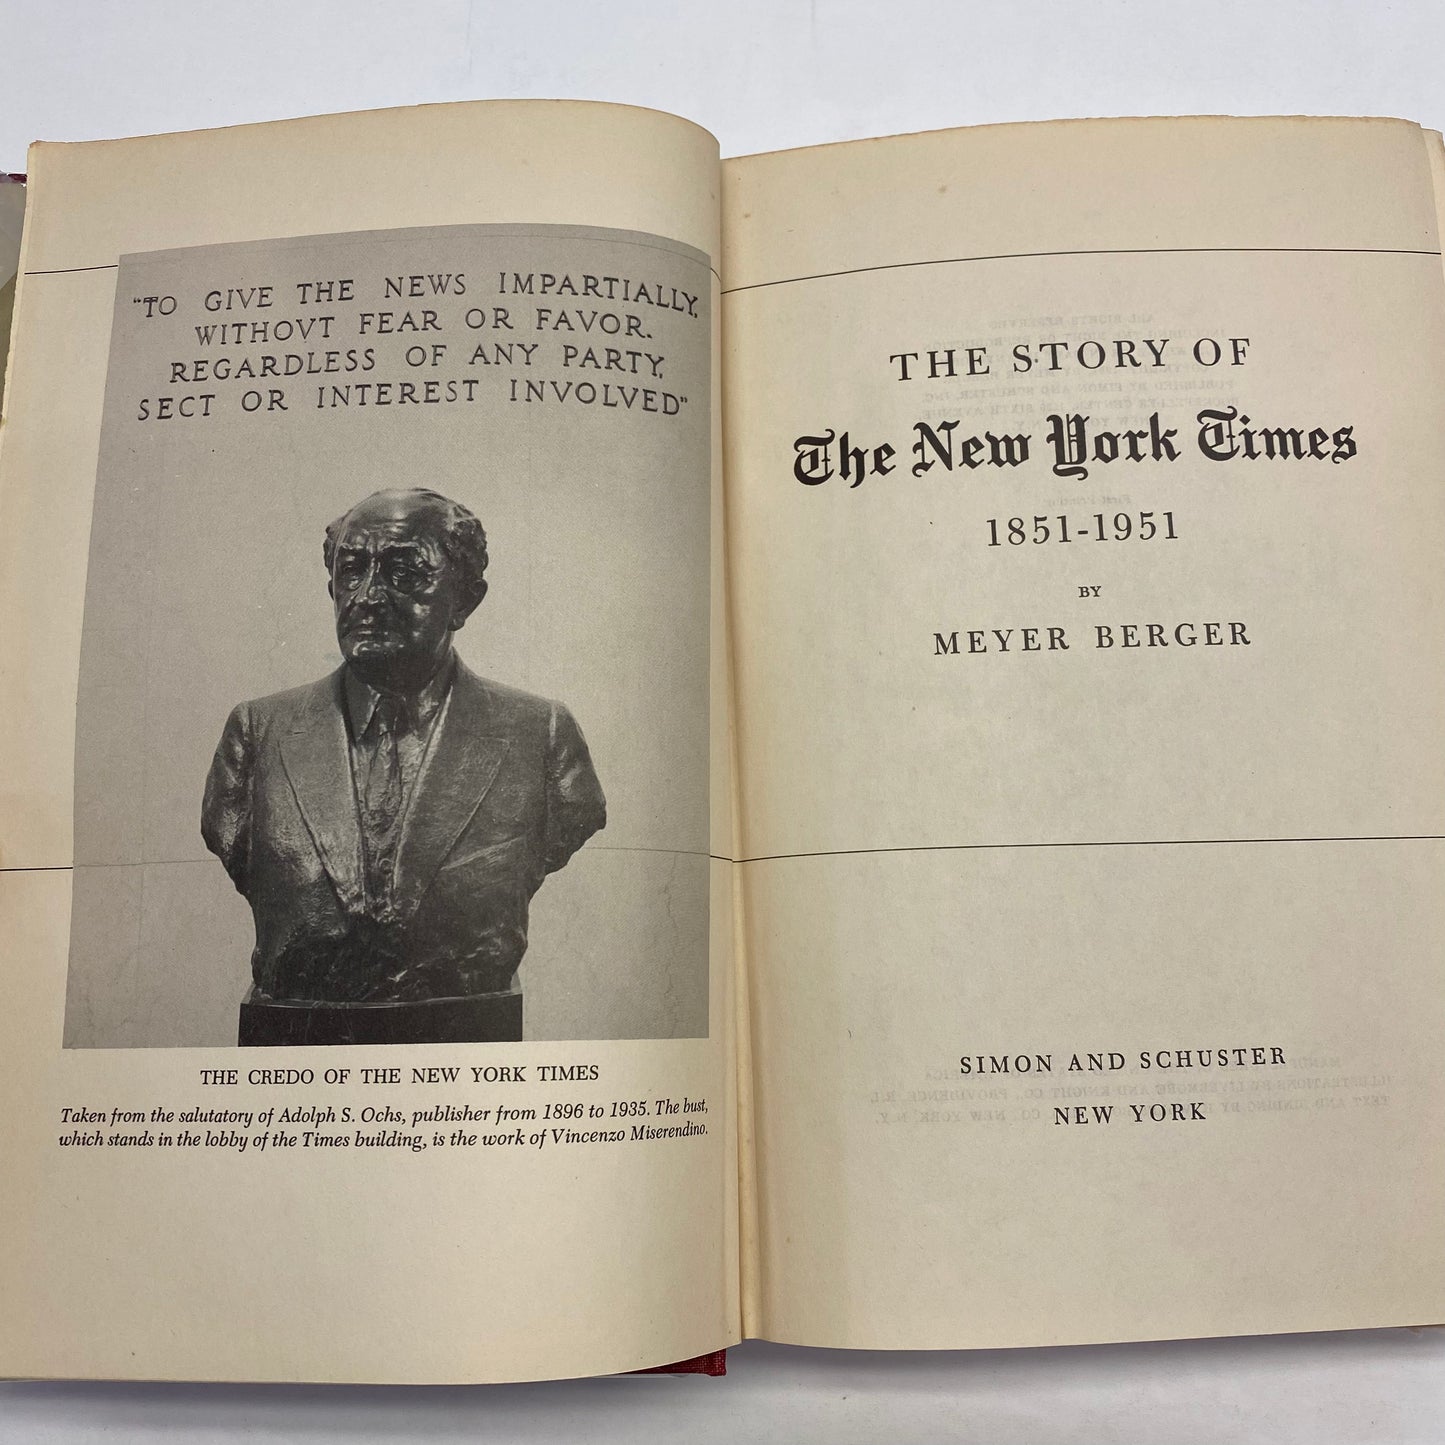 "TO GIVE THE NEWS IMPARTIALLY,
WITHOVT FEAR OR FAVOR.
REGARDLESS OF ANY PARTY,
SECT OR INTEREST INVOLVED"
THE CREDO OF THE NEW YORK TIMES
Taken from the salutatory of Adolph S. Ochs, publisher from 1896 to 1935. The bust,
which stands in the lobby of the Times building, is the work of Vincenzo Miserendino.
THE STORY OF
The New York Times
1851-1951
BY
MEYER BERGER
SIMON AND SCHUSTER
NEW YORK